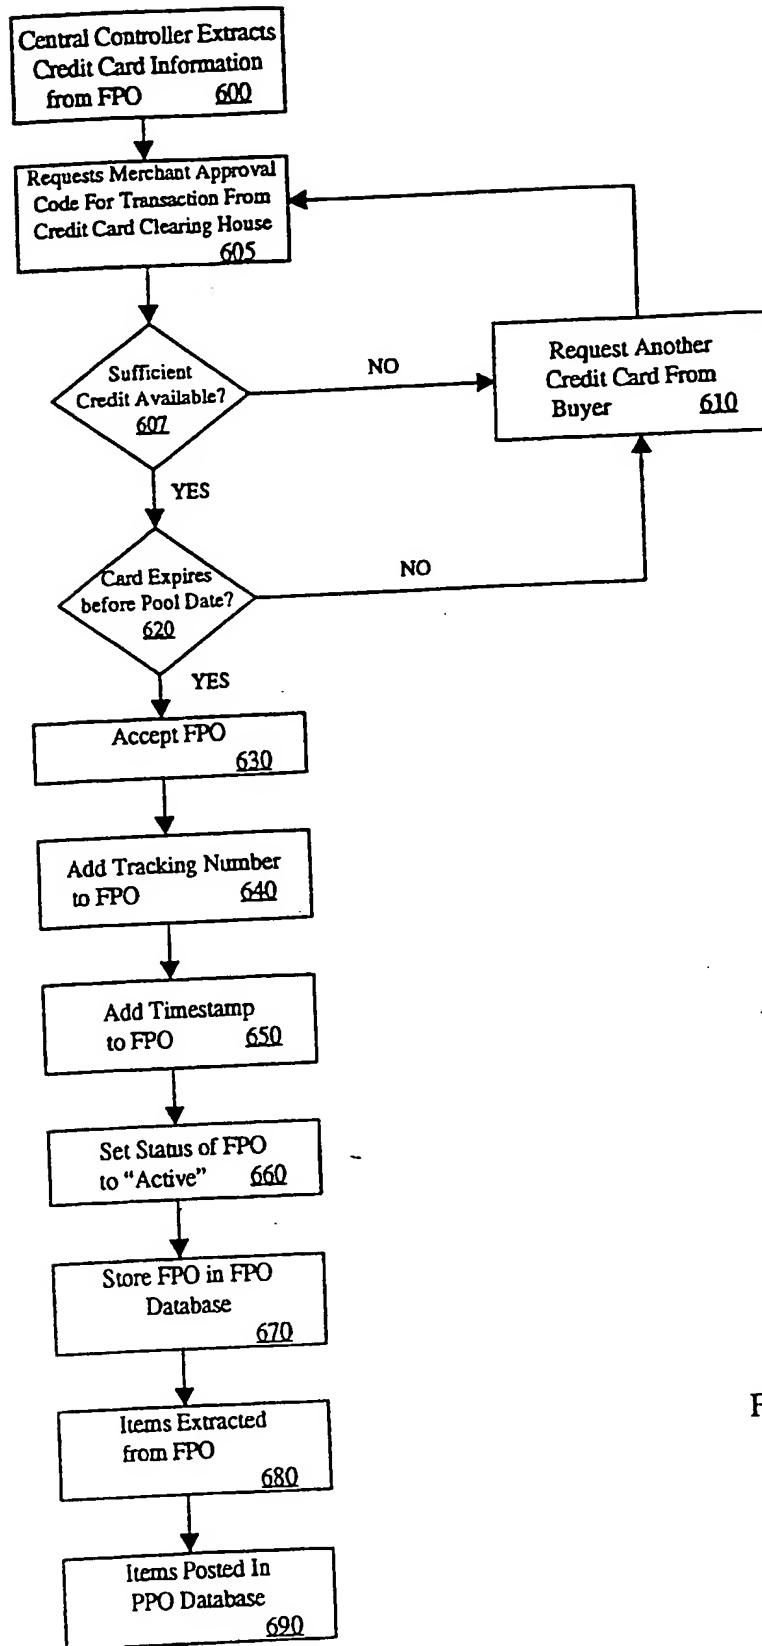 Central Controller Extracts
Credit Card Information
from FPO 600
Requests Merchant Approval
Code For Transaction From
Credit Card Clearing House
605
Sufficient
Credit Available?
607
NO
Request Another
Credit Card From
Buyer 610
YES
Card Expires
before Pool Date?
620
NO
YES
Accept FPO
630
Add Tracking Number
to FPO 640
Add Timestamp
to FPO 650
Set Status of FPO
to “Active” 660
Store FPO in FPO
Database
670
Items Extracted
from FPO
680
F
Items Posted In
PPO Database
690